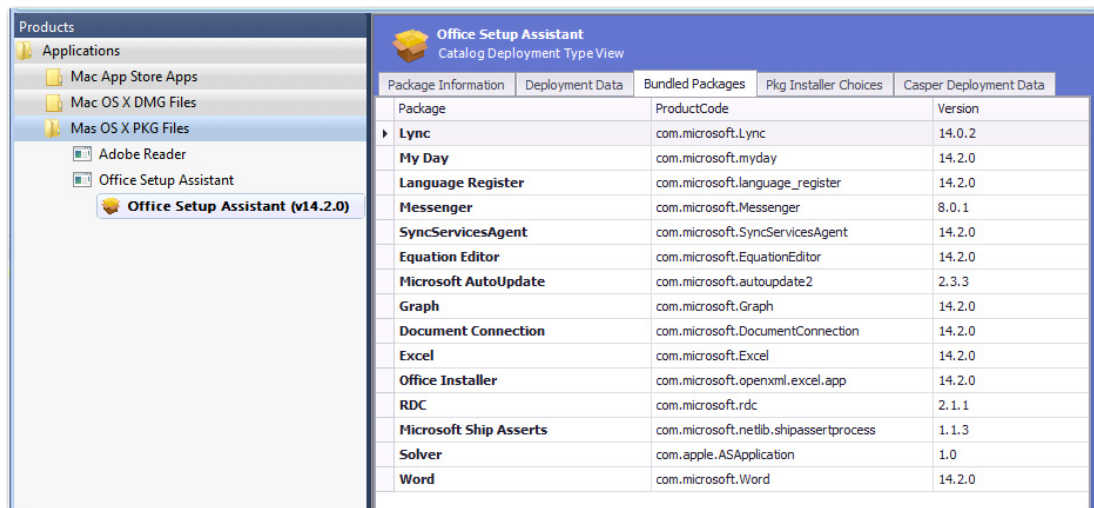 Products
Applications
Mac App Store Apps
Mac OS X DMG Files
Mas OS X PKG Files
Adobe Reader
Office Setup Assistant
Office Setup Assistant (v14.2.0)
Office Setup Assistant
Catalog Deployment Type View
Package Information Deployment Data Bundled Packages Pkg Installer Choices Casper Deployment Data
Package ProductCode Version
Lync com.microsoft.Lync 14.0.2
My Day com.microsoft.myday 14.2.0
Language Register com.microsoft.language_register 14.2.0
Messenger com.microsoft.Messenger 8.0.1
SyncServicesAgent com.microsoft.SyncServicesAgent 14.2.0
Equation Editor com.microsoft.EquationEditor 14.2.0
Microsoft AutoUpdate com.microsoft.autoupdate2 2.3.3
Graph com.microsoft.Graph 14.2.0
Document Connection com.microsoft.DocumentConnection 14.2.0
Excel com.microsoft.Excel 14.2.0
Office Installer com.microsoft.openxml.excel.app 14.2.0
RDC com.microsoft.rdc 2.1.1
Microsoft Ship Asserts com.microsoft.netlib.shipassertprocess 1.1.3
Solver com.apple.ASApplication 1.0
Word com.microsoft.Word 14.2.0